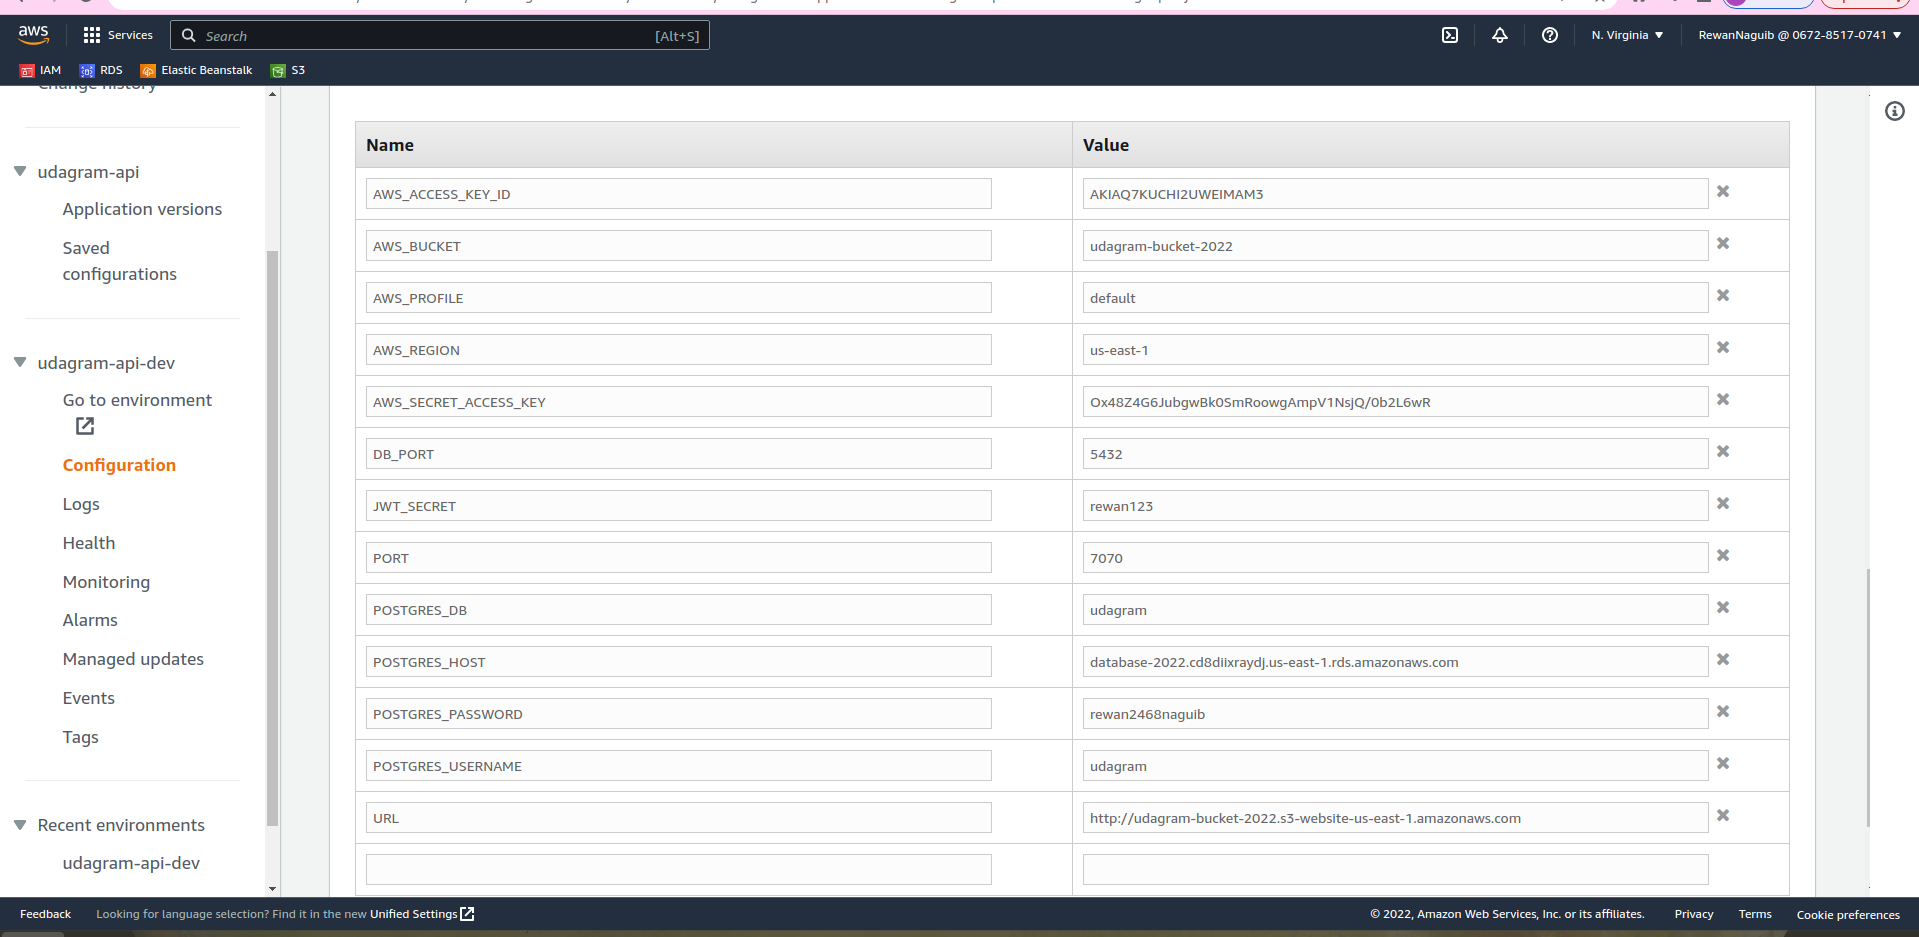 aws
Services
Search
[Alt+S]
N. Virginia
RewanNaguib @ 0672-8517-0741
IAM
RDS
Elastic Beanstalk
S3
Change history
udagram-api
Application versions
Saved
configurations
udagram-api-dev
Go to environment
Configuration
Logs
Health
Monitoring
Alarms
Managed updates
Events
Tags
Recent environments
udagram-api-dev
Name Value
AWS_ACCESS_KEY_ID AKIAQ7KUCHI2UWEIMAM3
AWS_BUCKET udagram-bucket-2022
AWS_PROFILE default
AWS_REGION us-east-1
AWS_SECRET_ACCESS_KEY Ox48Z4G6JubgwBk0SmRoowgAmpV1NsjQ/0b2L6wR
DB_PORT 5432
JWT_SECRET rewan123
PORT 7070
POSTGRES_DB udagram
POSTGRES_HOST database-2022.cd8diixraydj.us-east-1.rds.amazonaws.com
POSTGRES_PASSWORD rewan2468naguib
POSTGRES_USERNAME udagram
URL http://udagram-bucket-2022.s3-website-us-east-1.amazonaws.com
Feedback
Looking for language selection? Find it in the new Unified Settings
© 2022, Amazon Web Services, Inc. or its affiliates.
Privacy
Terms
Cookie preferences